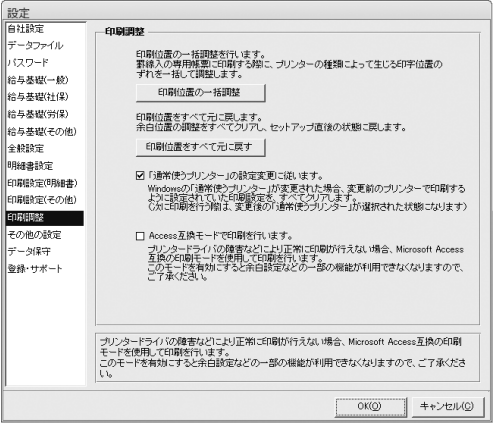 設定
自社設定
データファイル
パスワード
給与基礎(一般)
給与基礎(社保)
給与基礎(労保)
給与基礎(その他)
全般設定
明細書設定
印刷設定(明細書)
印刷設定(その他)
印刷調整
その他の設定
データ保守
登録・サポート
印刷調整
印刷位置の一括調整を行います。
罫線入の専用帳票に印刷する際に、プリンターの種類によって生じる印字位置の
ずれを一括して調整します。
印刷位置の一括調整
印刷位置をすべて元に戻します。
余白位置の調整をすべてクリアし、セットアップ直後の状態に戻します。
印刷位置をすべて元に戻す
「通常使うプリンター」の設定変更に従います。
Windowsの「通常使うプリンター」が変更された場合、変更前のプリンターで印刷する
ように設定されていた印刷設定を、すべてクリアします。
(次に印刷を行う際は、変更後の「通常使うプリンター」が選択された状態になります)
Access互換モードで印刷を行います。
プリンタードライバの障害などにより正常に印刷が行えない場合、Microsoft Access
互換の印刷モードを使用して印刷を行います。
このモードを有効にすると余白設定などの一部の機能が利用できなくなりますので、
ご了承ください。
プリンタードライバの障害などにより正常に印刷が行えない場合、Microsoft Access互換の印刷
モードを使用して印刷を行います。
このモードを有効にすると余白設定などの一部の機能が利用できなくなりますので、ご了承くださ
い。
OK(O)
キャンセル(C)